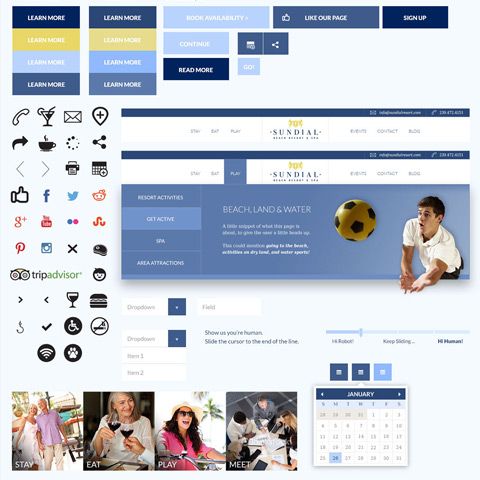 LEARN MORE
LEARN MORE
LEARN MORE
LEARN MORE
LEARN MORE
LEARN MORE
LEARN MORE
LEARN MORE
BOOK AVAILABILITY >
LIKE OUR PAGE
SIGN UP
CONTINUE
READ MORE
GO!
info@sundialresort.com
239.472.4151
STAY
EAT
PLAY
·SUNDIAL·
BEACH RESORT & SPA
EVENTS
CONTACT
BLOG
info@sundialresort.com
239.472.4151
STAY
EAT
PLAY
·SUNDIAL·
BEACH RESORT & SPA
EVENTS
CONTACT
BLOG
RESORT ACTIVITIES
GET ACTIVE
SPA
AREA ATTRACTIONS
BEACH, LAND & WATER
A little snippet of what this page is
about, to give the user a little heads up.
This could mention going to the beach,
activities on dry land, and water sports!
You Tube
tripadvisor
Dropdown
Field
Dropdown
Item 1
Item 2
Show us you're human.
Slide the cursor to the end of the line.
Hi Robot!
Keep Sliding...
Hi Human!
JANUARY
S M T W T F S
28 29 30 31 1 2 3
4 5 6 7 8 9 10
11 12 13 14 15 16 17
18 19 20 21 22 23 24
25 26 27 28 29 30 31
STAY
EAT
PLAY
MEET